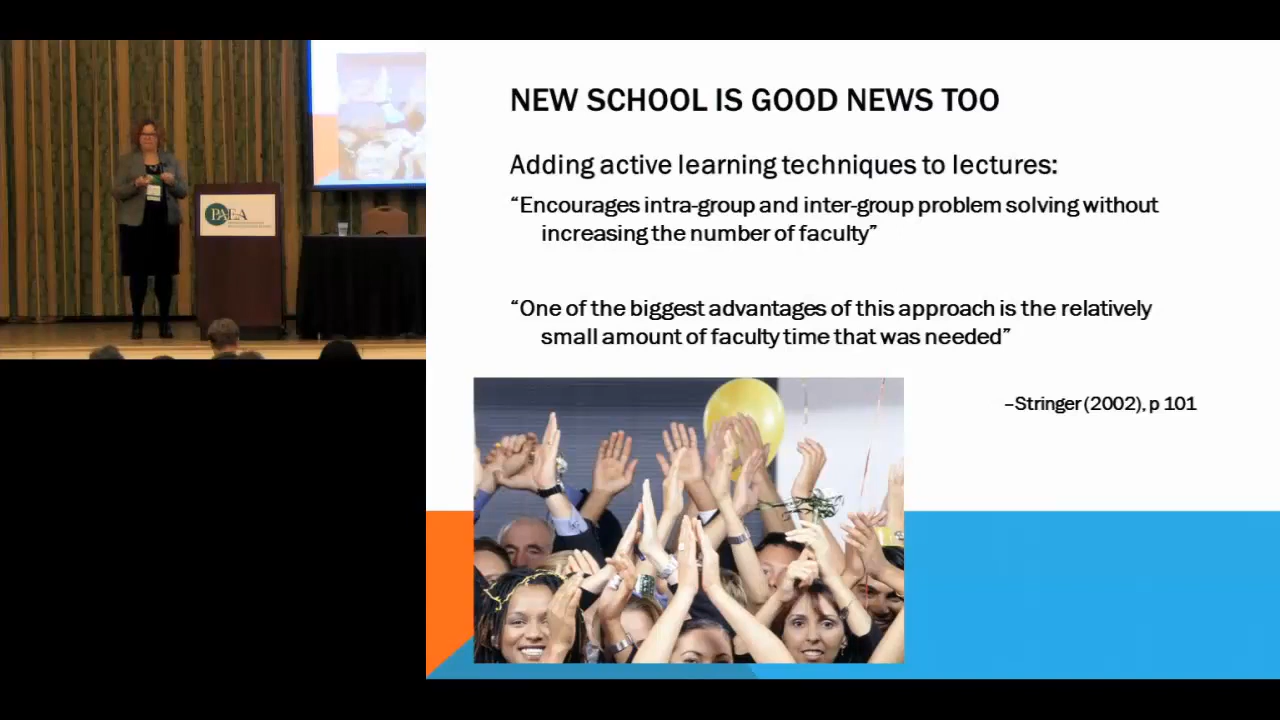 NEW SCHOOL IS GOOD NEWS TOO
Adding active learning techniques to lectures:
“Encourages intra-group and inter-group problem solving without
increasing the number of faculty”
“One of the biggest advantages of this approach is the relatively
small amount of faculty time that was needed”
–Stringer (2002), p 101
PAEA